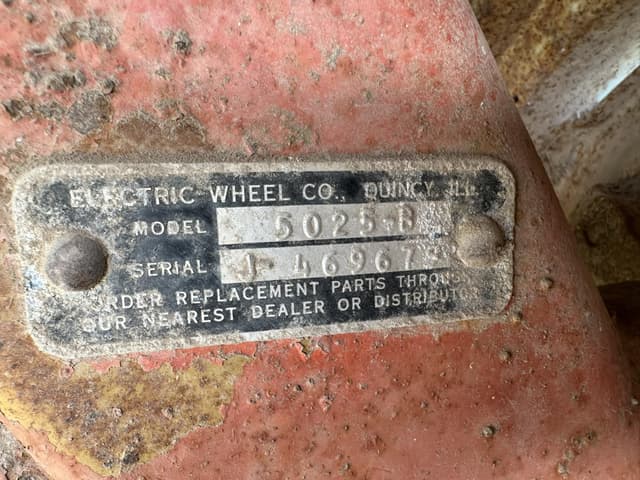 ELECTRIC WHEEL CO., QUINCY, ILL.
MODEL 5025-B
SERIAL J 46967
ORDER REPLACEMENT PARTS THROUGH
OUR NEAREST DEALER OR DISTRIBUTOR